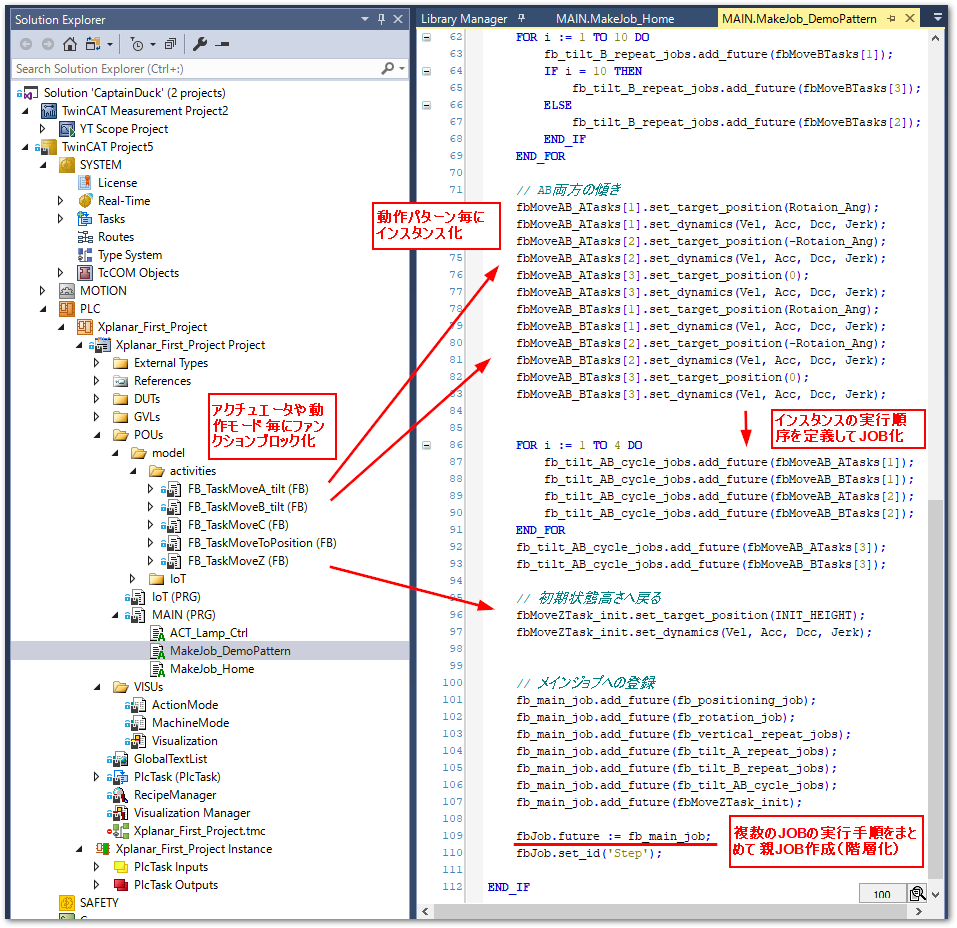 Solution Explorer
Search Solution Explorer (Ctrl+:)
Solution 'CaptainDuck' (2 projects)
TwinCAT Measurement Project2
YT Scope Project
TwinCAT Project5
SYSTEM
License
Real-Time
Tasks
Routes
Type System
TcCOM Objects
MOTION
PLC
Xplanar_First_Project
Xplanar_First_Project Project
External Types
References
DUTs
GVLs
POUs
model
activities
FB_TaskMoveA_tilt (FB)
FB_TaskMoveB_tilt (FB)
FB_TaskMoveC (FB)
FB_TaskMoveToPosition (FB)
FB_TaskMoveZ (FB)
IoT
IoT (PRG)
MAIN (PRG)
ACT_Lamp_Ctrl
MakeJob_DemoPattern
MakeJob_Home
VISUs
ActionMode
MachineMode
Visualization
GlobalTextList
PlcTask (PlcTask)
RecipeManager
Visualization Manager
Xplanar_First_Project.tmc
Xplanar_First_Project Instance
PlcTask Inputs
PlcTask Outputs
SAFETY
アクチュエータや動
作モード毎にファン
クションブロック化
動作パターン毎に
インスタンス化
Library Manager
MAIN.MakeJob_Home
MAIN.MakeJob_DemoPattern
62 FOR i := 1 TO 10 DO
63 fb_tilt_B_repeat_jobs.add_future(fbMoveBTasks[1]);
64 IF i = 10 THEN
65 fb_tilt_B_repeat_jobs.add_future(fbMoveBTasks[3]);
66 ELSE
67 fb_tilt_B_repeat_jobs.add_future(fbMoveBTasks[2]);
68 END_IF
69 END_FOR
70
71 // AB両方の傾き
fbMoveAB_ATasks[1].set_target_position(Rotaion_Ang);
fbMoveAB_ATasks[1].set_dynamics(Vel, Acc, Dcc, Jerk);
fbMoveAB_ATasks[2].set_target_position(-Rotaion_Ang);
75 fbMoveAB_ATasks[2].set_dynamics(Vel, Acc, Dcc, Jerk);
76 fbMoveAB_ATasks[3].set_target_position(0);
77 fbMoveAB_ATasks[3].set_dynamics(Vel, Acc, Dcc, Jerk);
78 fbMoveAB_BTasks[1].set_target_position(Rotaion_Ang);
79 fbMoveAB_BTasks[1].set_dynamics(Vel, Acc, Dcc, Jerk);
80 fbMoveAB_BTasks[2].set_target_position(-Rotaion_Ang);
81 fbMoveAB_BTasks[2].set_dynamics(Vel, Acc, Dcc, Jerk);
82 fbMoveAB_BTasks[3].set_target_position(0);
83 fbMoveAB_BTasks[3].set_dynamics(Vel, Acc, Dcc, Jerk);
84
85
インスタンスの実行順
序を定義してJOB化
86 FOR i := 1 TO 4 DO
87 fb_tilt_AB_cycle_jobs.add_future(fbMoveAB_ATasks[1]);
88 fb_tilt_AB_cycle_jobs.add_future(fbMoveAB_BTasks[1]);
89 fb_tilt_AB_cycle_jobs.add_future(fbMoveAB_ATasks[2]);
90 fb_tilt_AB_cycle_jobs.add_future(fbMoveAB_BTasks[2]);
91 END_FOR
92 fb_tilt_AB_cycle_jobs.add_future(fbMoveAB_ATasks[3]);
93 fb_tilt_AB_cycle_jobs.add_future(fbMoveAB_BTasks[3]);
94
95 // 初期状態高さへ戻る
96 fbMoveZTask_init.set_target_position(INIT_HEIGHT);
97 fbMoveZTask_init.set_dynamics(Vel, Acc, Dcc, Jerk);
98
99
100 // メインジョブへの登録
101 fb_main_job.add_future(fb_positioning_job);
102 fb_main_job.add_future(fb_rotation_job);
103 fb_main_job.add_future(fb_vertical_repeat_jobs);
104 fb_main_job.add_future(fb_tilt_A_repeat_jobs);
105 fb_main_job.add_future(fb_tilt_B_repeat_jobs);
106 fb_main_job.add_future(fb_tilt_AB_cycle_jobs);
107 fb_main_job.add_future(fbMoveZTask_init);
108
109 fbJob.future := fb_main_job;
110 fbJob.set_id('Step');
111
112 END_IF
複数のJOBの実行手順をまと
めて親JOB作成(階層化)
100